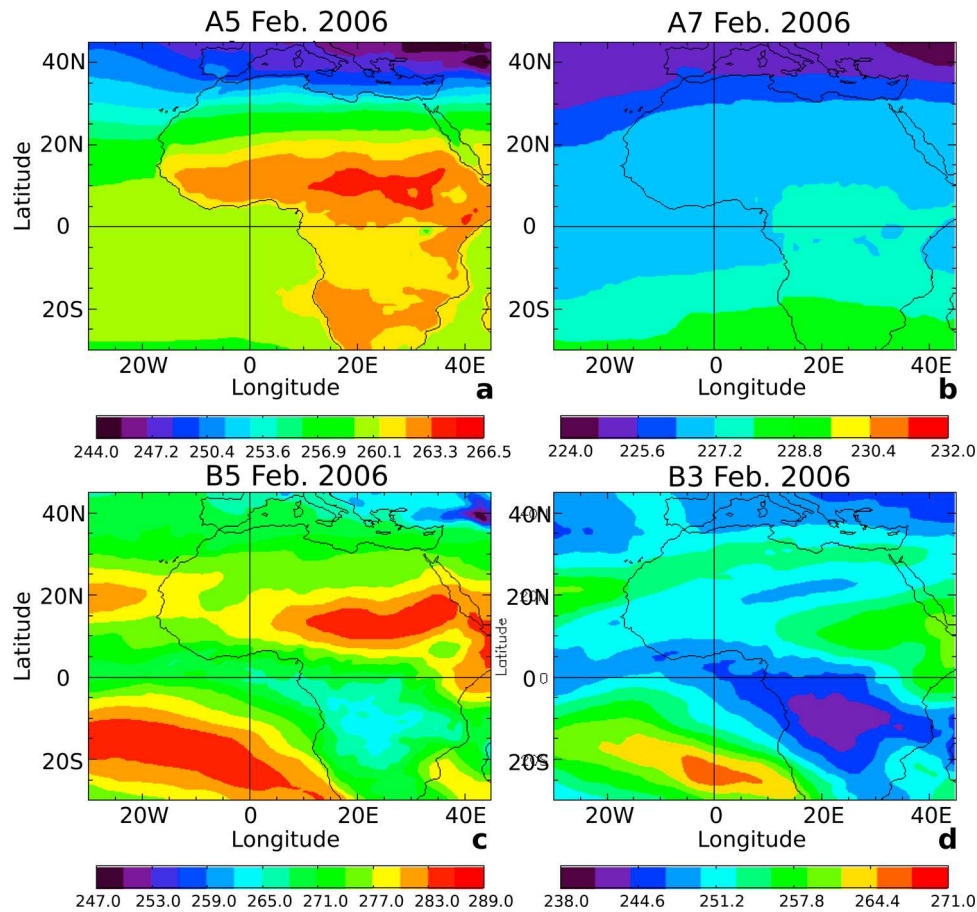 A5 Feb. 2006
A7 Feb. 2006
40N
20N
0
20S
Latitude
20W 0 20E 40E
Longitude
a
40N
20N
0
20S
20W 0 20E 40E
Longitude
b
244.0 247.2 250.4 253.6 256.9 260.1 263.3 266.5
224.0 225.6 227.2 228.8 230.4 232.0
B5 Feb. 2006
B3 Feb. 2006
40N
20N
0
20S
Latitude
20W 0 20E 40E
Longitude
c
Latitude
40N
20N
0 0
20S
20W 0 20E 40E
Longitude
d
247.0 253.0 259.0 265.0 271.0 277.0 283.0 289.0
238.0 244.6 251.2 257.8 264.4 271.0